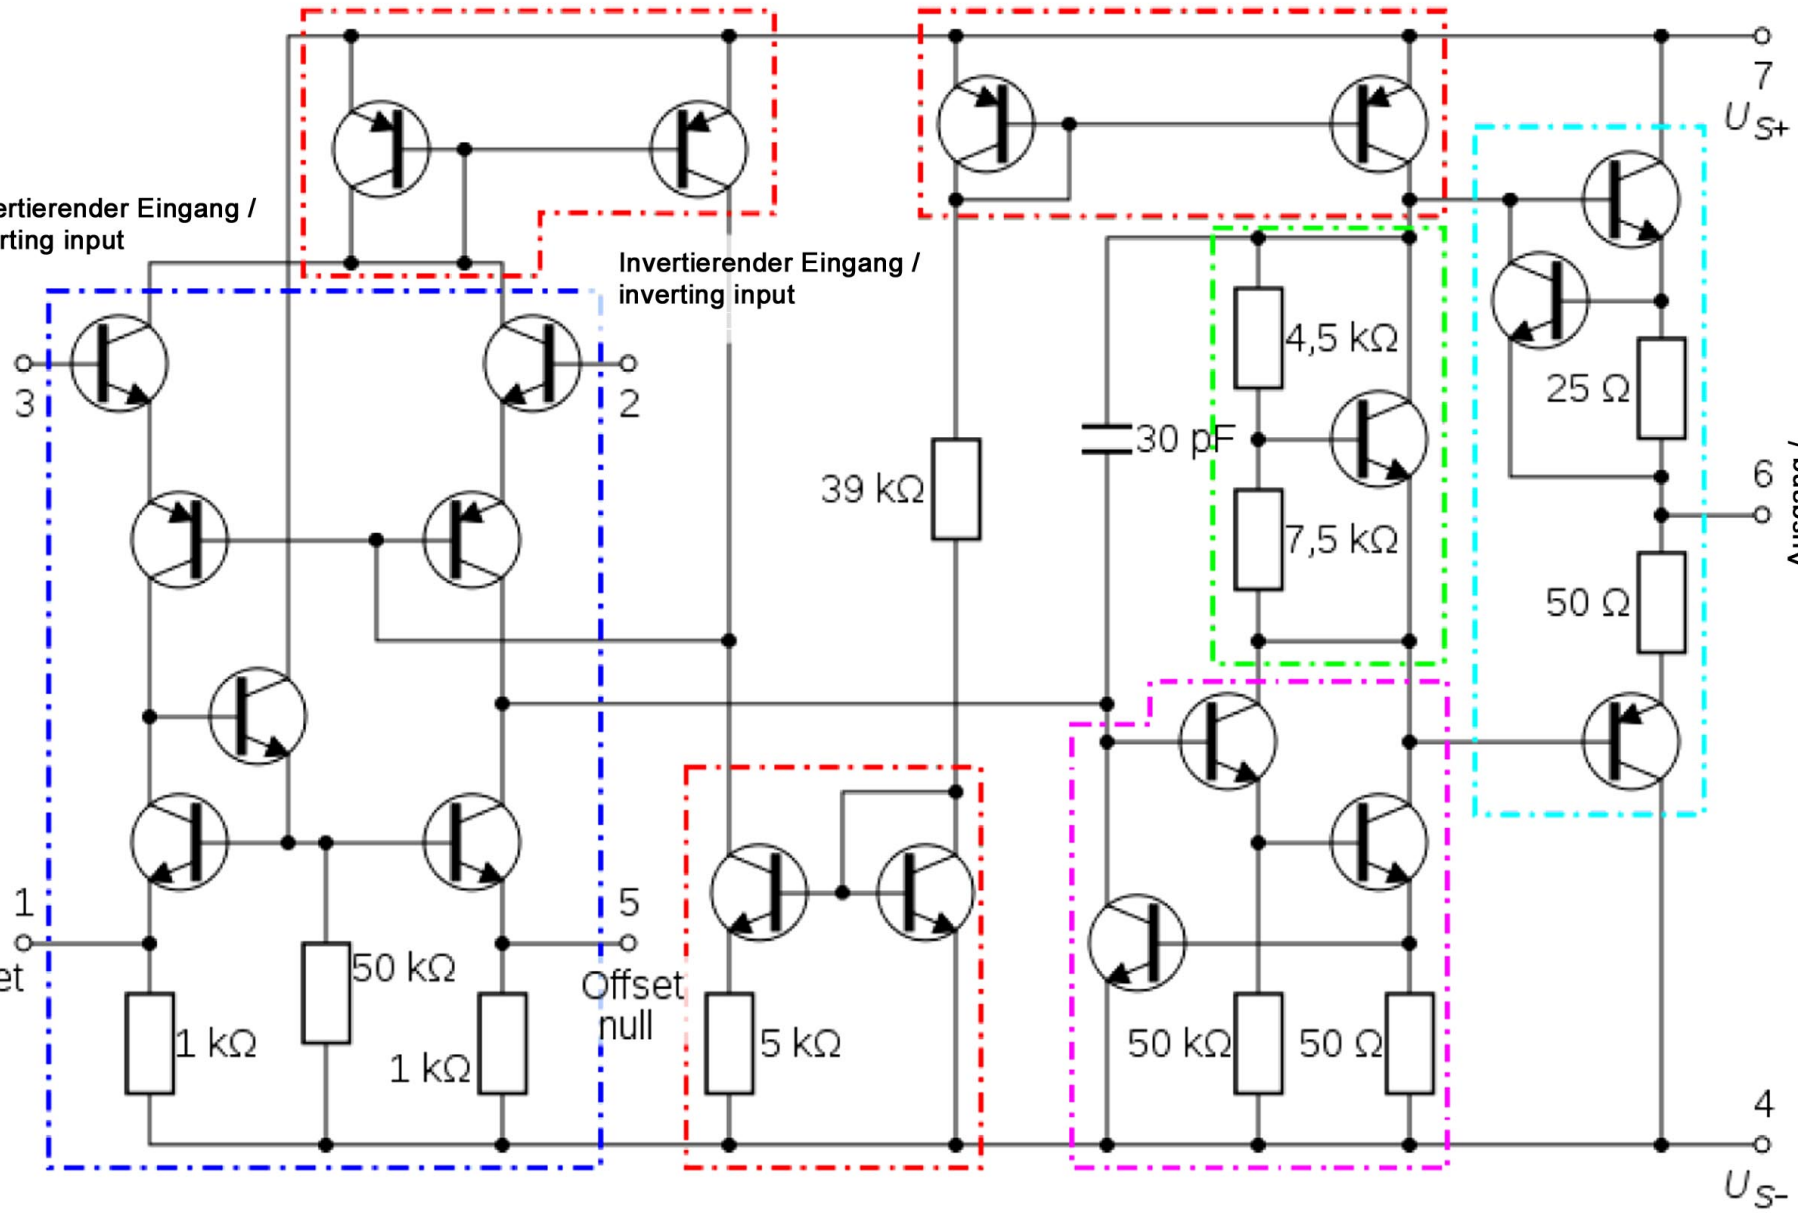 7
U S+
ertierender Eingang /
rting input
Invertierender Eingang /
inverting input
4,5 kΩ
3
2
25 Ω
30 pF
39 kΩ
6
7,5 kΩ
50 Ω
1
5
50 kΩ
et
Offset
null
1 kΩ
1 kΩ
5 kΩ
50 kΩ
50 Ω
4
U S−